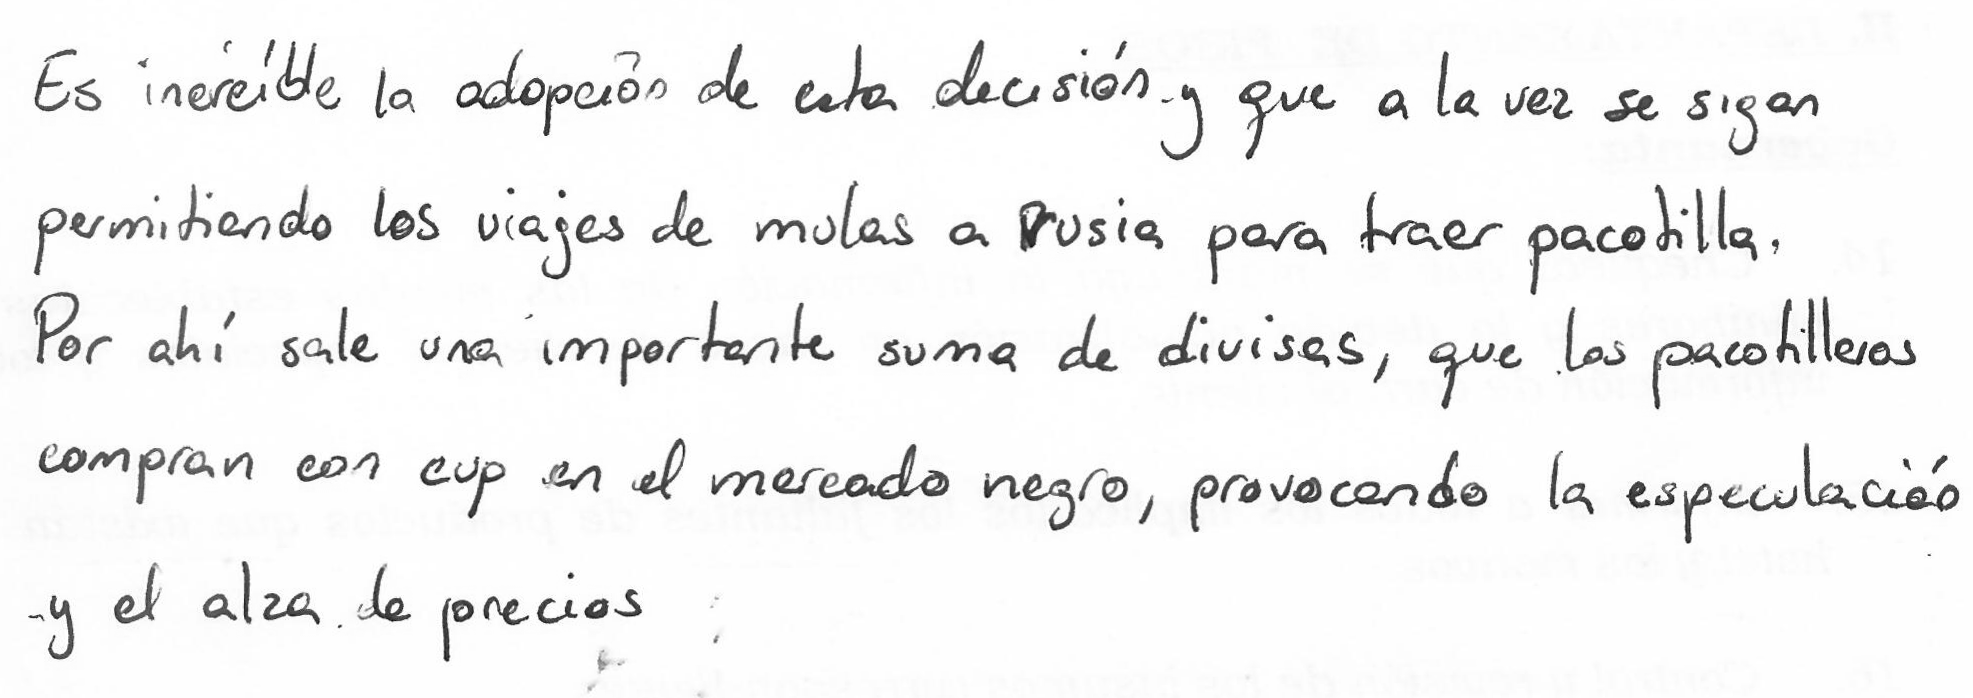 Es increíble la adopción de esta decisión y que a la vez se sigan
permitiendo los viajes de mulas a Rusia para traer pacotilla.
Por ahí sale una importante suma de divisas, que los pacotilleros
compran con cup en el mercado negro, provocando la especulación
y el alza de precios